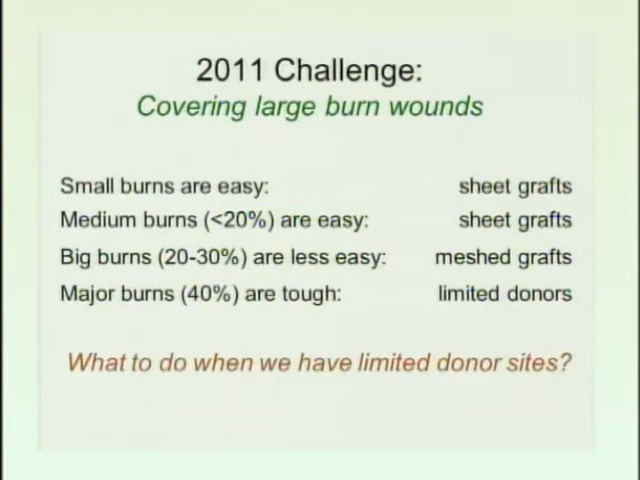 2011 Challenge:
Covering large burn wounds
Small burns are easy: sheet grafts
Medium burns (<20%) are easy: sheet grafts
Big burns (20-30%) are less easy: meshed grafts
Major burns (40%) are tough: limited donors
What to do when we have limited donor sites?